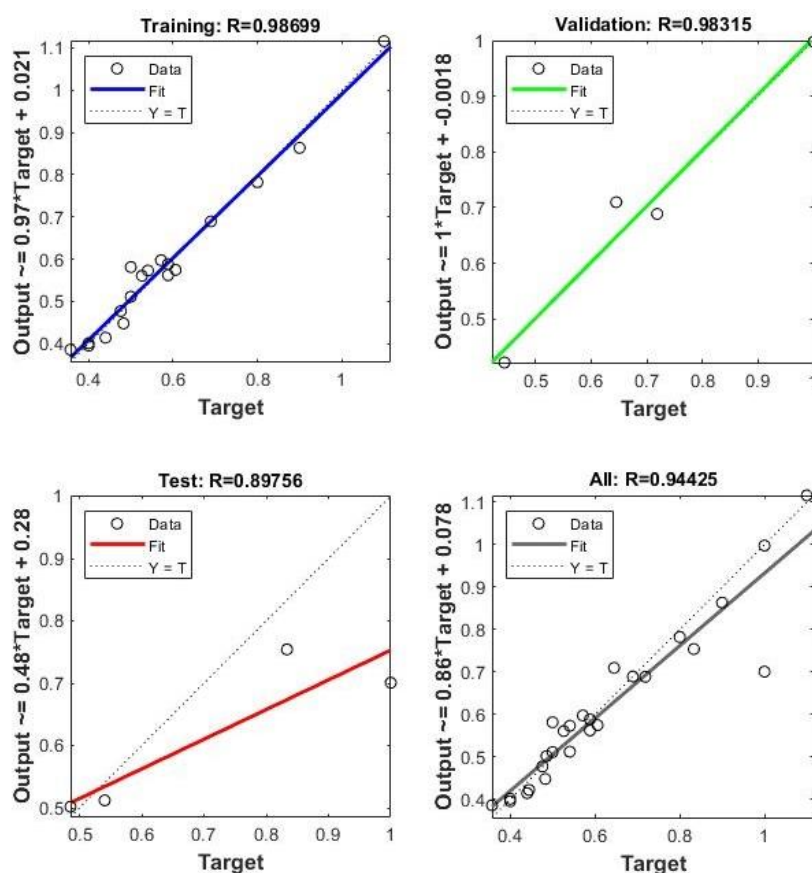 Training: R=0.98699
Output ~= 0.97*Target + 0.021
1.1
1
0.9
0.8
0.7
0.6
0.5
0.4
Data
Fit
Y = T
0.4
0.6
0.8
1
Target
Validation: R=0.98315
Output ~= 1*Target + -0.0018
1
0.9
0.8
0.7
0.6
0.5
Data
Fit
Y = T
0.5
0.6
0.7
0.8
0.9
Target
Test: R=0.89756
Output ~= 0.48*Target + 0.28
1
0.9
0.8
0.7
0.6
0.5
Data
Fit
Y = T
0.5
0.6
0.7
0.8
0.9
1
Target
All: R=0.94425
Output ~= 0.86*Target + 0.078
1.1
1
0.9
0.8
0.7
0.6
0.5
0.4
Data
Fit
Y = T
0.4
0.6
0.8
1
Target